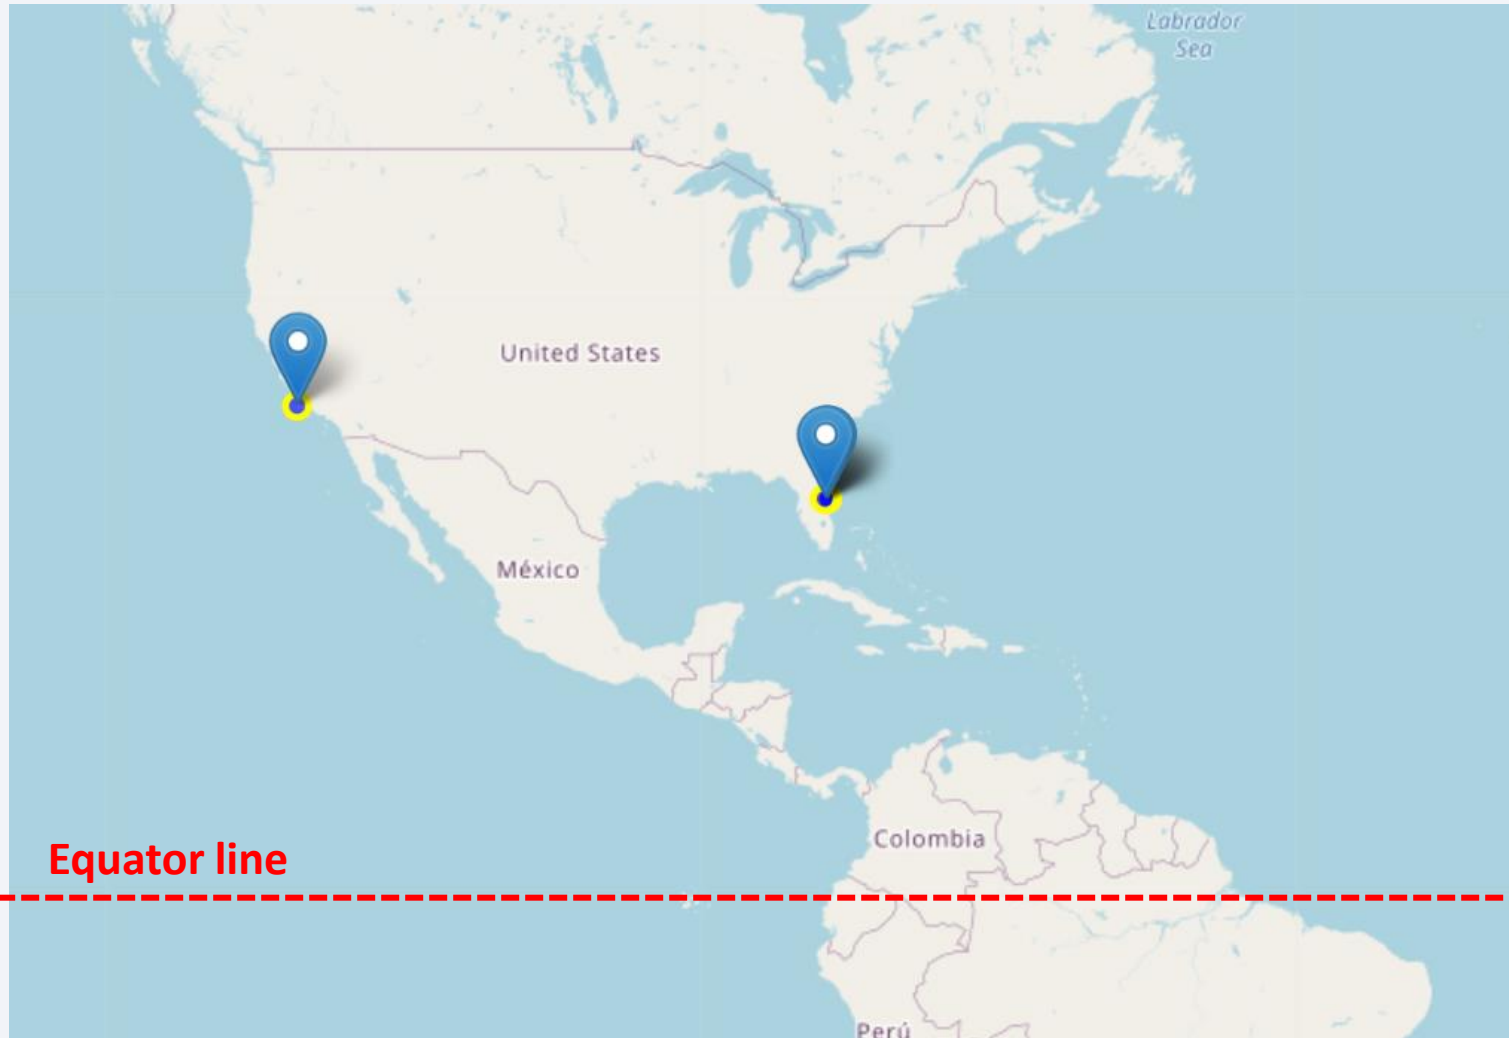 Labrador
Sea
United States
México
Equator line
Colombia
Perú